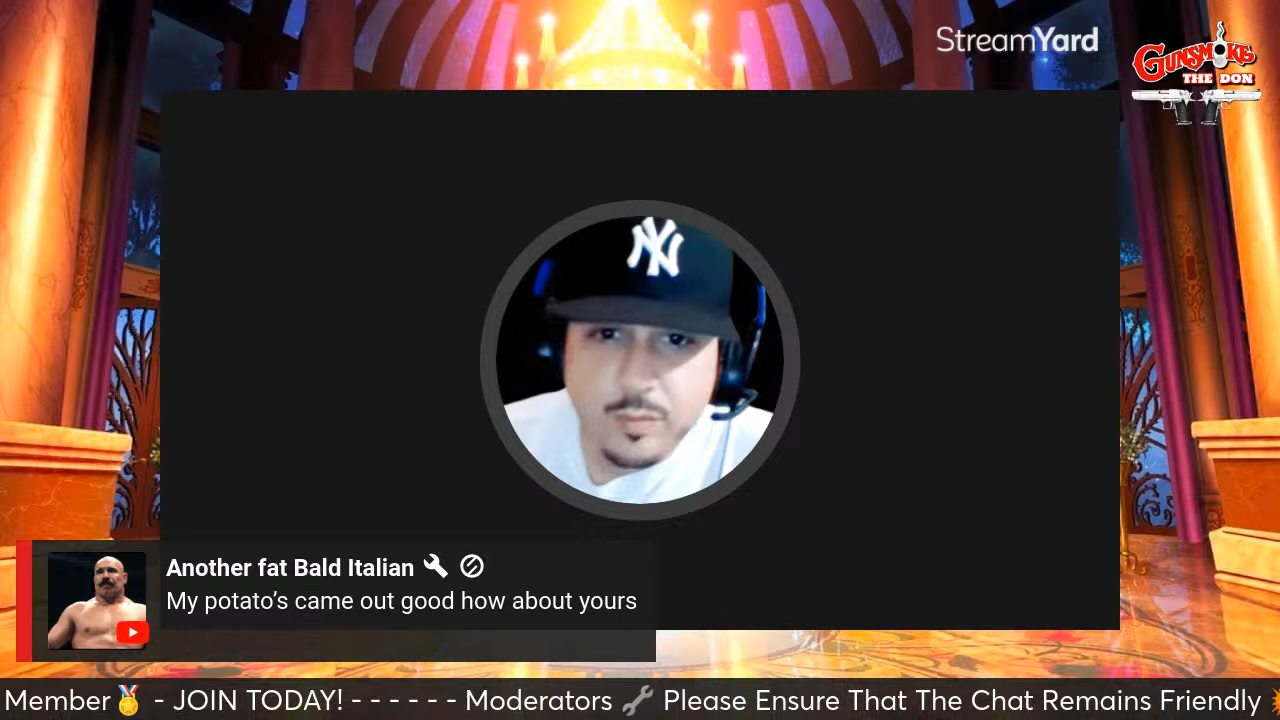 StreamYard
GUNSMOKE
THE DON
NY
Another fat Bald Italian
My potato’s came out good how about yours
Member🏅 - JOIN TODAY! - - - - - - Moderators 🔧 Please Ensure That The Chat Remains Friendly